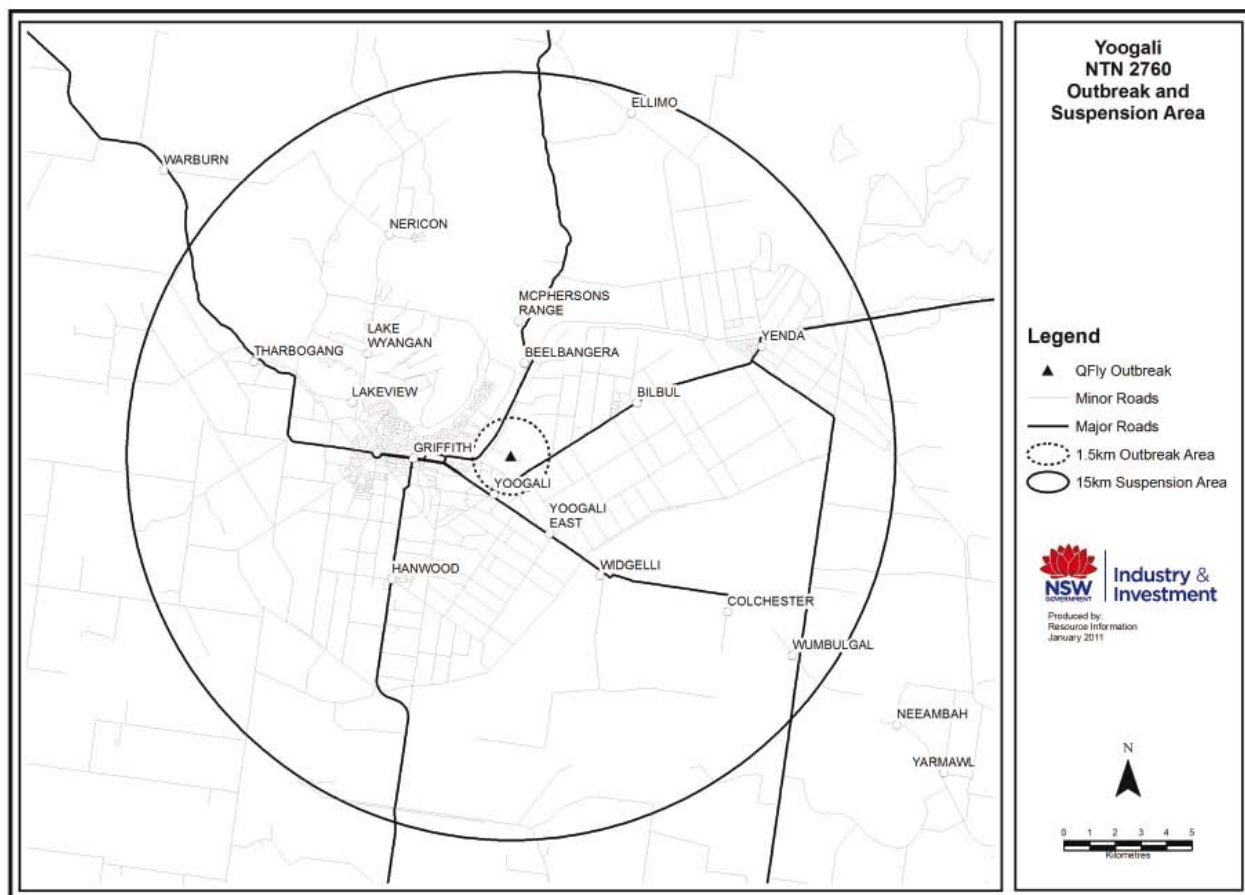 Yoogali
NTN 2760
Outbreak and
Suspension Area
ELLIMO
WARBURN
NERICON
MCPHERSONS
RANGE
LAKE
WYANGAN
YENDA
THARBOGANG
BEELBANGERA
LAKEVIEW
BILBUL
GRIFFITH
YOOGALI
YOOGALI
EAST
HANWOOD
WIDGELLI
COLCHESTER
WUMBULGAL
NEEAMBAH
YARMAWL
Legend
QFly Outbreak
Minor Roads
Major Roads
1.5km Outbreak Area
15km Suspension Area
NSW
GOVERNMENT
Industry &
Investment
Produced by:
Resource Information
January 2011
N
0 1 2 3 4 5
Kilometres